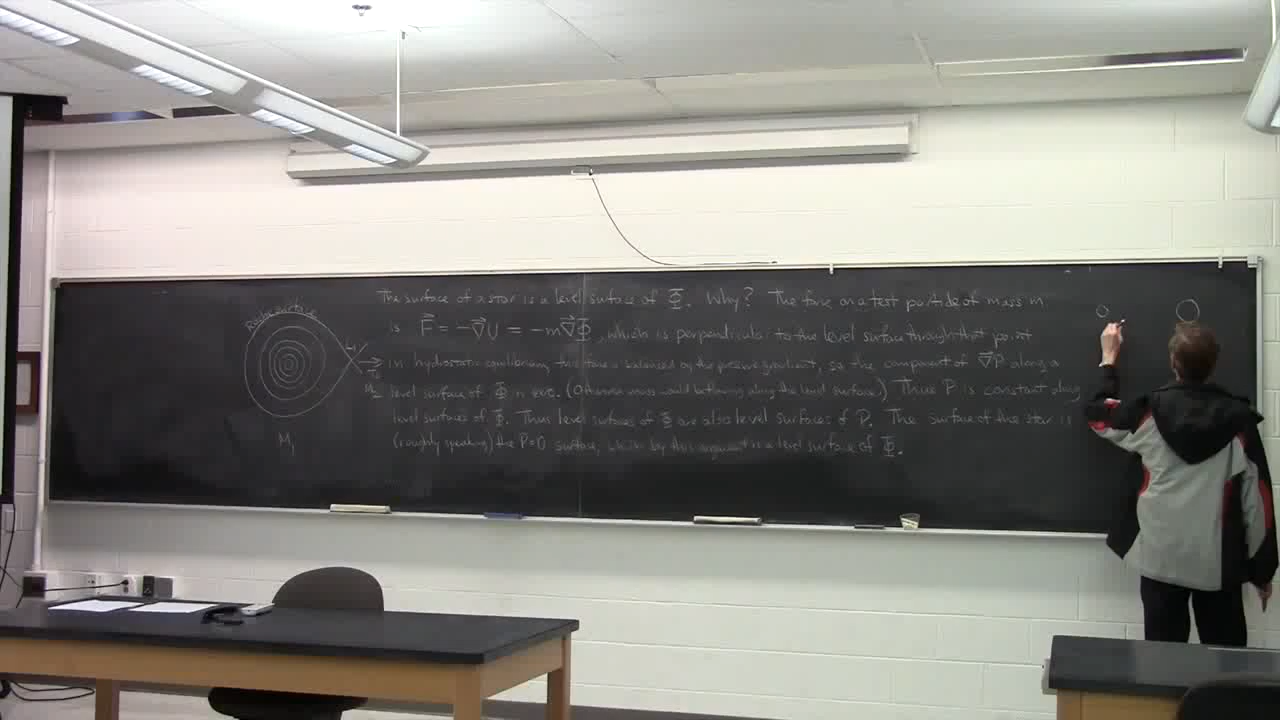 The surface of a star is a level surface of Φ. Why? The force on a test particle of mass m
is F⃗ = -∇⃗U = -m∇⃗Φ, which is perpendicular to the level surface through that point
in hydrostatic equilibrium, this force is balanced by the pressure gradient, so the component of ∇⃗P along a
level surface of Φ is zero. (Otherwise mass would be flowing along the level surface.) Thus P is constant along
level surfaces of Φ. Thus level surfaces of Φ are also level surfaces of P. The surface of the star is
(roughly speaking) the P=0 surface, which by this argument is a level surface of Φ.
Roche surface
L₁
M₂
M₁